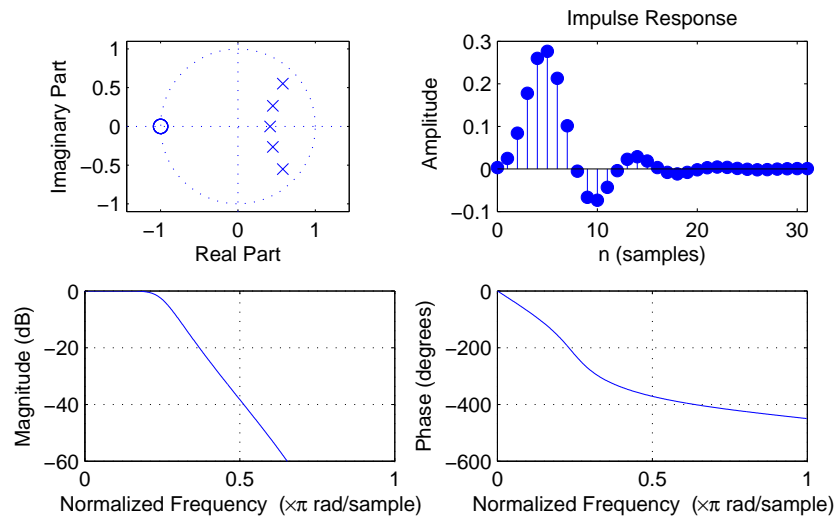 1
0.5
0
−0.5
−1
−1 0 1
Imaginary Part
Real Part
Impulse Response
0.3
0.2
0.1
0
−0.1
0 10 20 30
Amplitude
n (samples)
0
−20
−40
−60
0 0.5 1
Magnitude (dB)
Normalized Frequency (×π rad/sample)
0
−200
−400
−600
0 0.5 1
Phase (degrees)
Normalized Frequency (×π rad/sample)